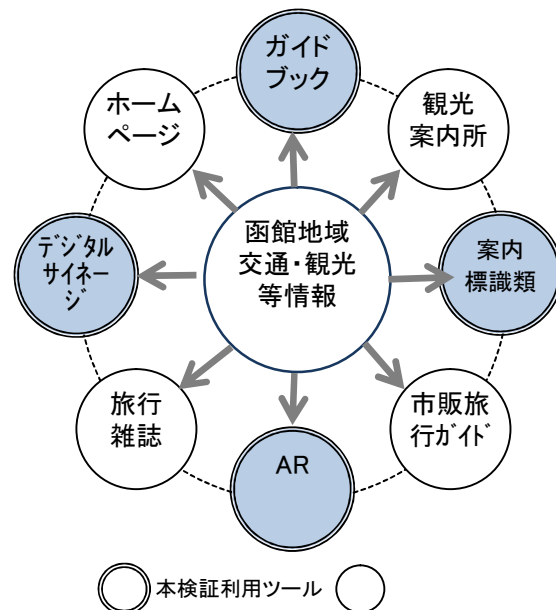 ガイド
ブック
ホーム
ページ
観光
案内所
函館地域
交通・観光
等情報
デジタル
サイネー
ジ
案内
標識類
旅行
雑誌
市販旅
行ガイド
AR
本検証利用ツール